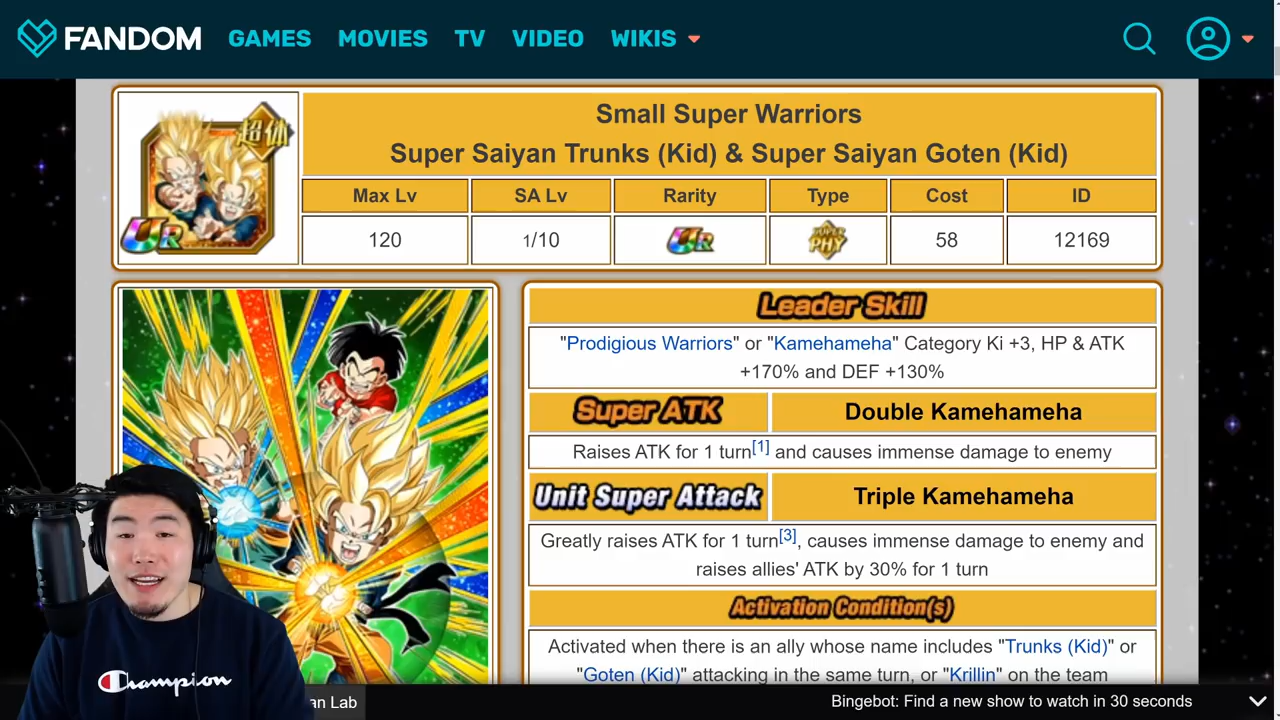 FANDOM GAMES MOVIES TV VIDEO WIKIS
超体
UR
Small Super Warriors
Super Saiyan Trunks (Kid) & Super Saiyan Goten (Kid)
Max Lv SA Lv Rarity Type Cost ID
120 1/10 UR SUPER PHY 58 12169
Leader Skill
"Prodigious Warriors" or "Kamehameha" Category Ki +3, HP & ATK
+170% and DEF +130%
Super ATK Double Kamehameha
Raises ATK for 1 turn[1] and causes immense damage to enemy
Unit Super Attack Triple Kamehameha
Greatly raises ATK for 1 turn[3], causes immense damage to enemy and
raises allies' ATK by 30% for 1 turn
Activation Condition(s)
Activated when there is an ally whose name includes "Trunks (Kid)" or
"Goten (Kid)" attacking in the same turn, or "Krillin" on the team
Champion
an Lab
Bingebot: Find a new show to watch in 30 seconds